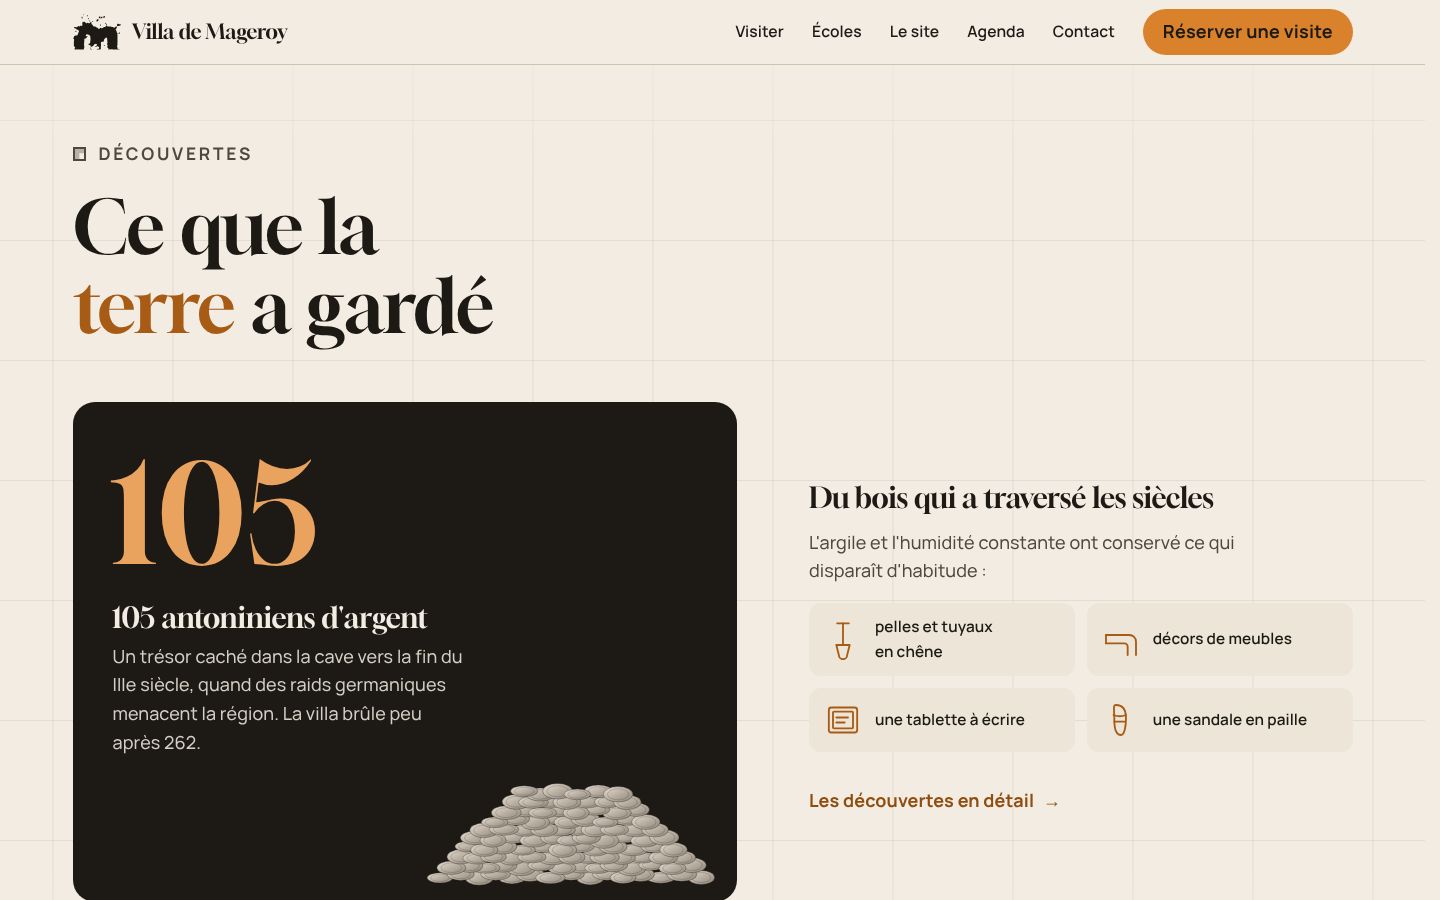 Villa de Mageroy
Visiter
Écoles
Le site
Agenda
Contact
Réserver une visite
DÉCOUVERTES
Ce que la
terre a gardé
105
105 antoniniens d'argent
Un trésor caché dans la cave vers la fin du
IIIe siècle, quand des raids germaniques
menacent la région. La villa brûle peu
après 262.
Du bois qui a traversé les siècles
L'argile et l'humidité constante ont conservé ce qui
disparaît d'habitude :
pelles et tuyaux
en chêne
décors de meubles
une tablette à écrire
une sandale en paille
Les découvertes en détail →